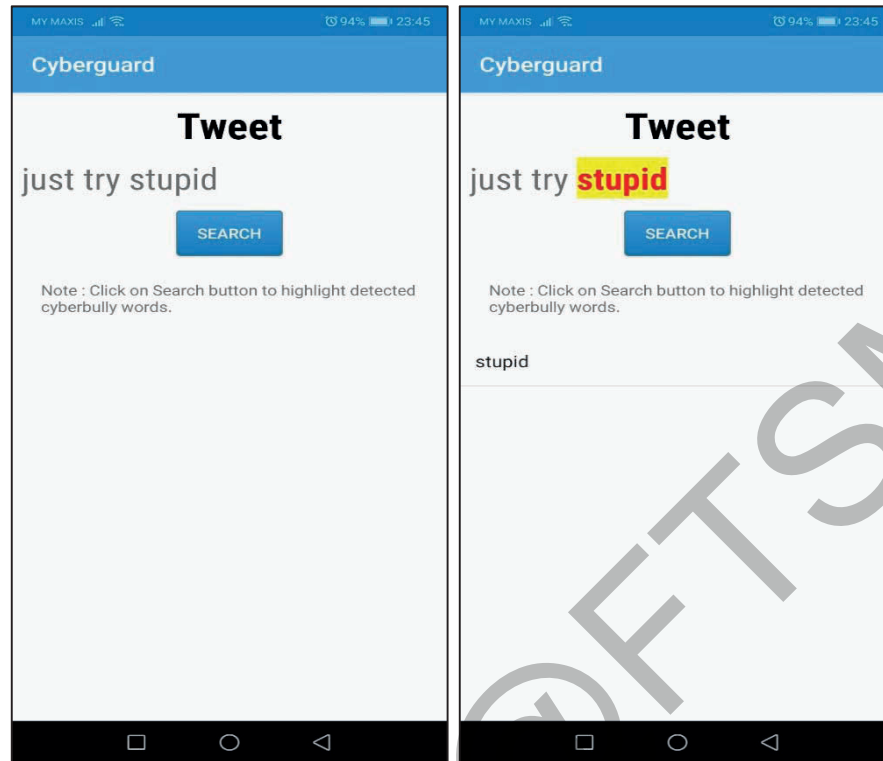 MY MAXIS 94% 23:45
Cyberguard
Tweet
just try stupid
SEARCH
Note : Click on Search button to highlight detected
cyberbully words.
MY MAXIS 94% 23:45
Cyberguard
Tweet
just try stupid
SEARCH
Note : Click on Search button to highlight detected
cyberbully words.
stupid
@FTSM